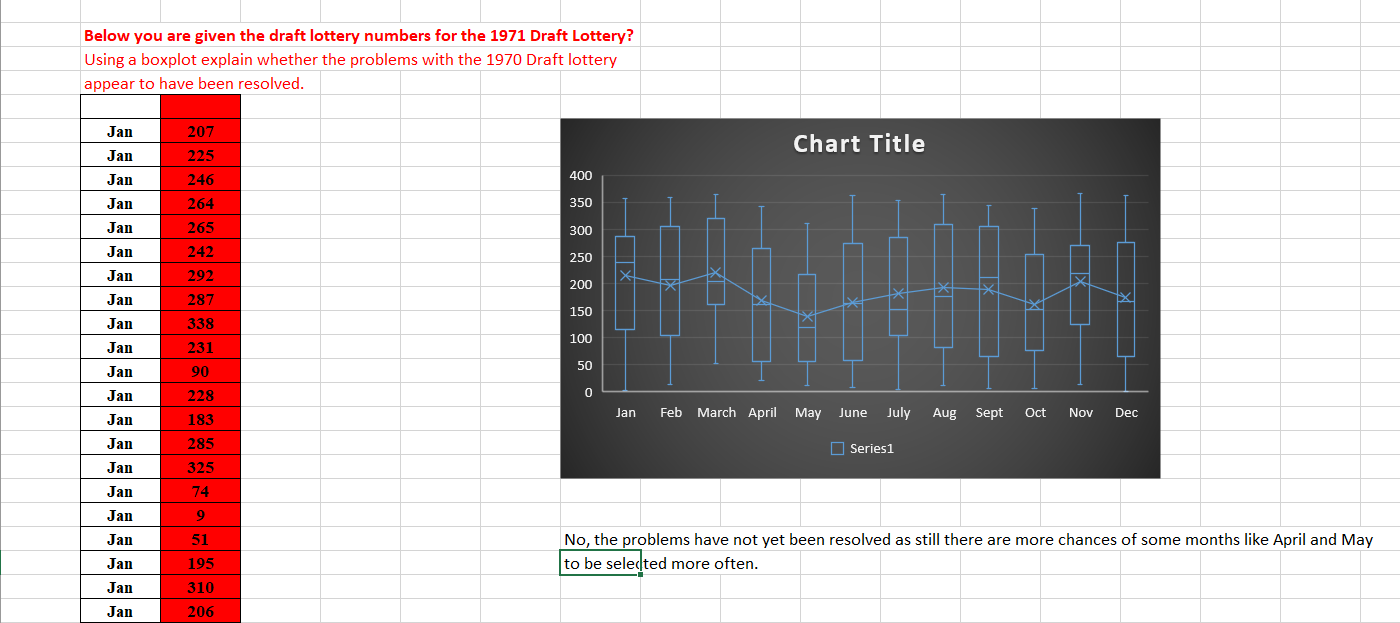 Below you are given the draft lottery numbers for the 1971 Draft Lottery?
Using a boxplot explain whether the problems with the 1970 Draft lottery
appear to have been resolved.
Jan 207
Jan 225
Jan 246
Jan 264
Jan 265
Jan 242
Jan 292
Jan 287
Jan 338
Jan 231
Jan 90
Jan 228
Jan 183
Jan 285
Jan 325
Jan 74
Jan 9
Jan 51
Jan 195
Jan 310
Jan 206
Chart Title
400
350
300
250
200
150
100
50
0
Jan Feb March April May June July Aug Sept Oct Nov Dec
Series1
No, the problems have not yet been resolved as still there are more chances of some months like April and May
to be selected more often.